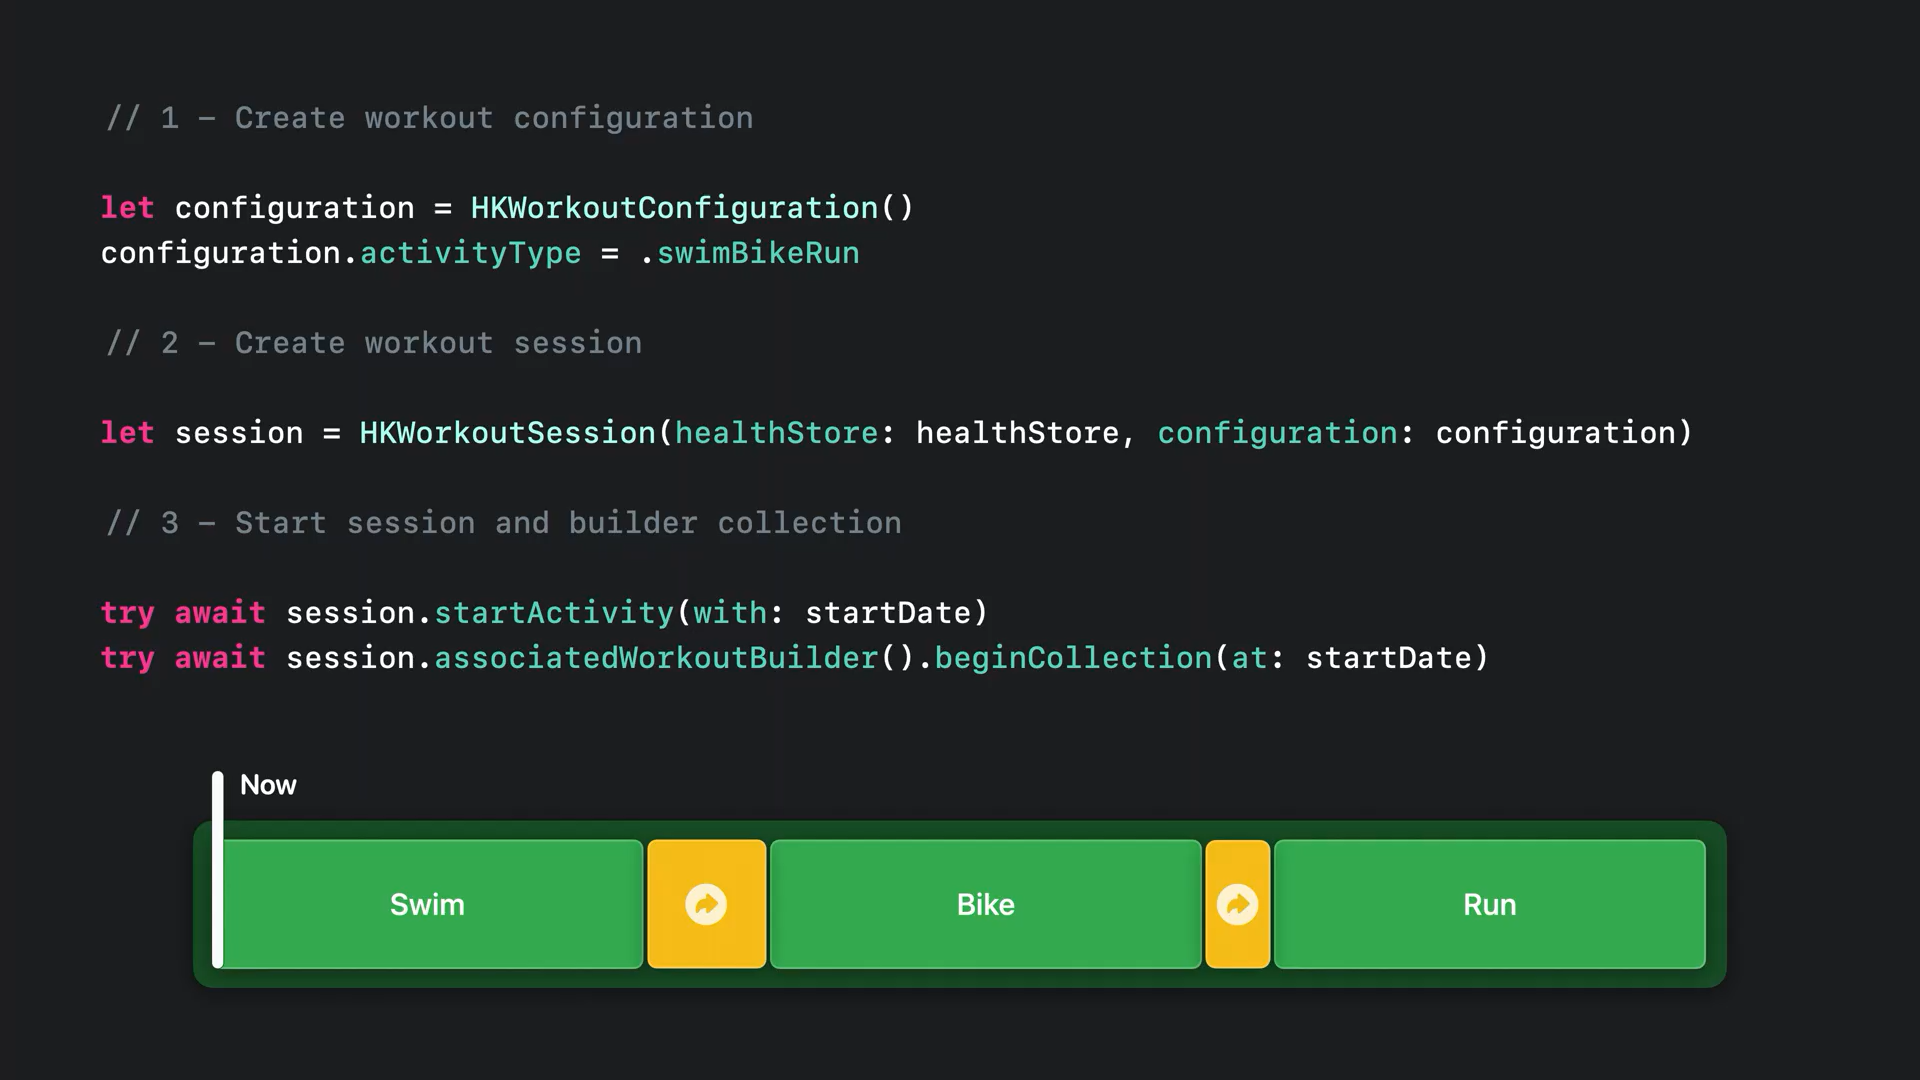 // 1 – Create workout configuration
let configuration = HKWorkoutConfiguration()
configuration.activityType = .swimBikeRun
// 2 – Create workout session
let session = HKWorkoutSession(healthStore: healthStore, configuration: configuration)
// 3 – Start session and builder collection
try await session.startActivity(with: startDate)
try await session.associatedWorkoutBuilder().beginCollection(at: startDate)
Now
Swim
Bike
Run